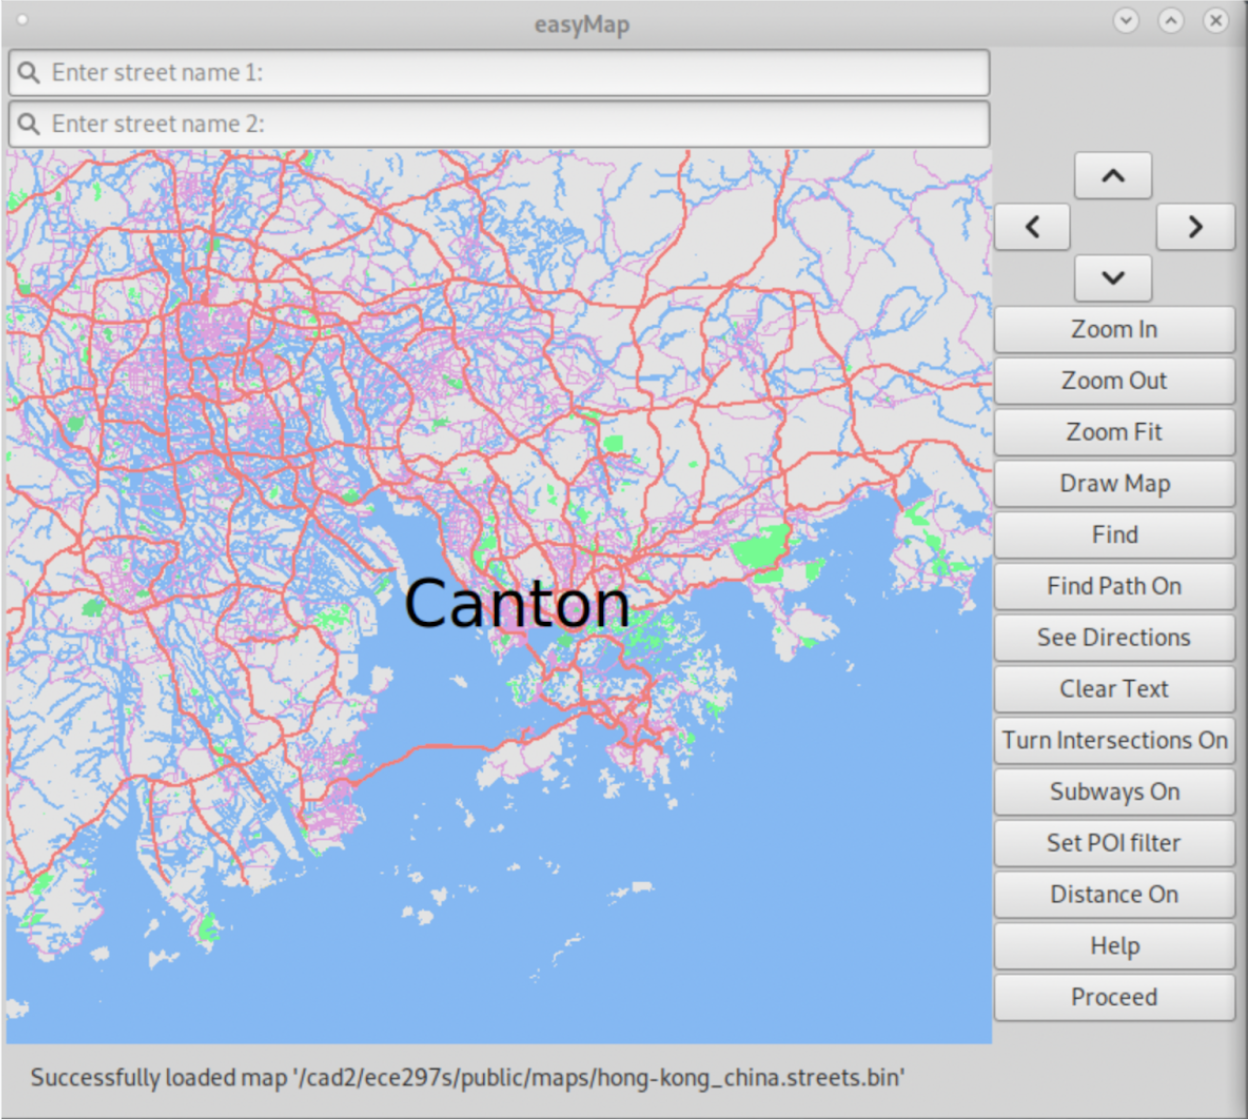 easyMap
Enter street name 1:
Enter street name 2:
Canton
Zoom In
Zoom Out
Zoom Fit
Draw Map
Find
Find Path On
See Directions
Clear Text
Turn Intersections On
Subways On
Set POI filter
Distance On
Help
Proceed
Successfully loaded map '/cad2/ece297s/public/maps/hong-kong_china.streets.bin'